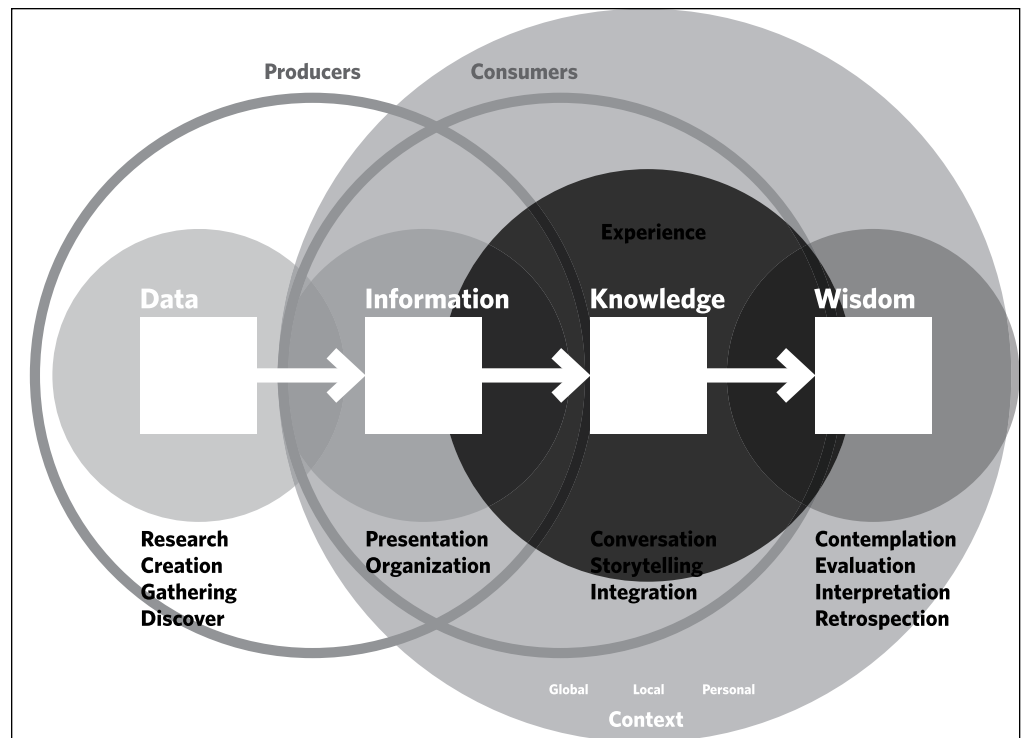 Producers
Consumers
Experience
Data
Information
Knowledge
Wisdom
Research
Creation
Gathering
Discover
Presentation
Organization
Conversation
Storytelling
Integration
Contemplation
Evaluation
Interpretation
Retrospection
Global
Local
Personal
Context